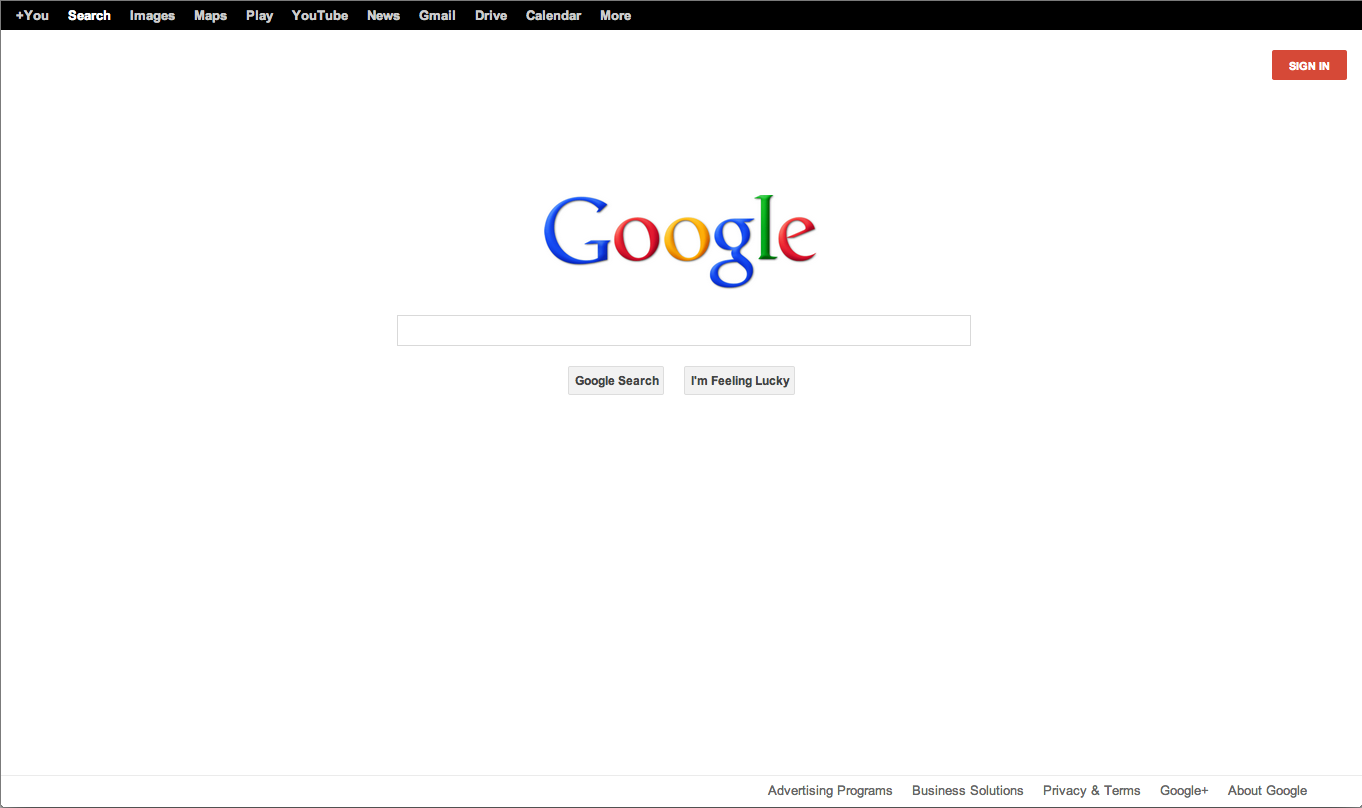 +You Search Images Maps Play YouTube News Gmail Drive Calendar More
SIGN IN
Google
Google Search I'm Feeling Lucky
Advertising Programs Business Solutions Privacy & Terms Google+ About Google